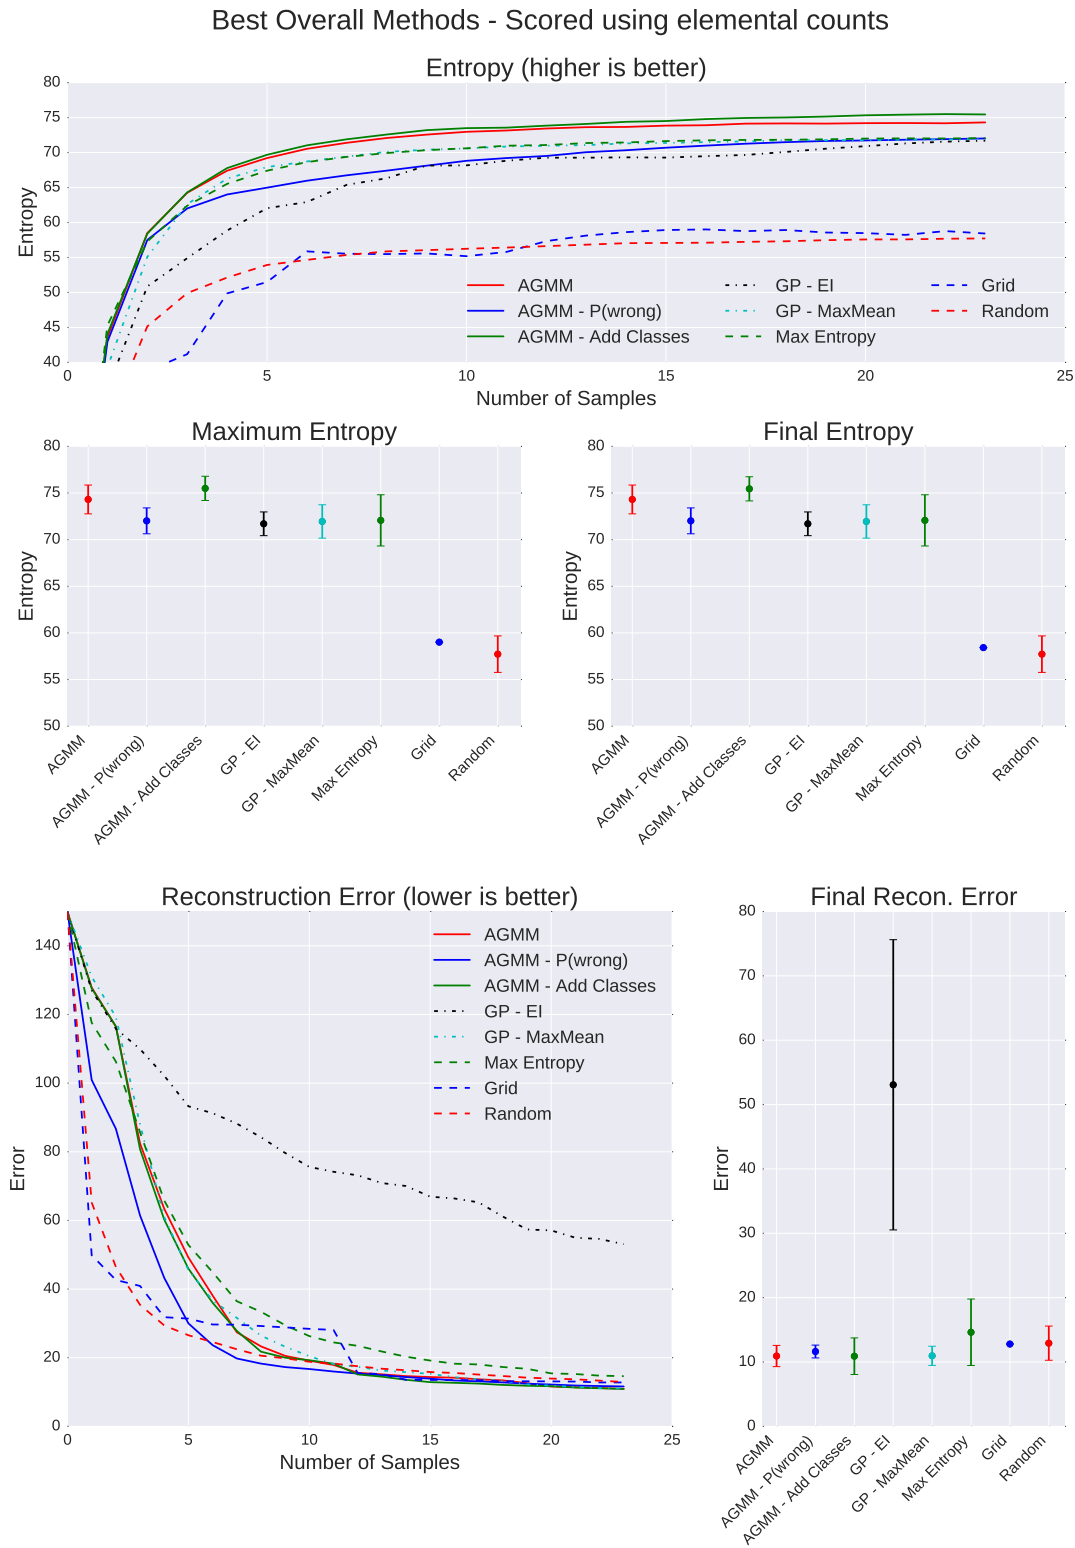 Best Overall Methods - Scored using elemental counts
Entropy (higher is better)
80
75
70
65
60
55
50
45
40
Entropy
AGMM
AGMM - P(wrong)
AGMM - Add Classes
GP - EI
GP - MaxMean
Max Entropy
Grid
Random
0 5 10 15 20 25
Number of Samples
Maximum Entropy
80
75
70
65
60
55
50
Entropy
AGMM
AGMM - P(wrong)
AGMM - Add Classes
GP - EI
GP - MaxMean
Max Entropy
Grid
Random
Final Entropy
80
75
70
65
60
55
50
Entropy
AGMM
AGMM - P(wrong)
AGMM - Add Classes
GP - EI
GP - MaxMean
Max Entropy
Grid
Random
Reconstruction Error (lower is better)
140
120
100
80
60
40
20
0
Error
AGMM
AGMM - P(wrong)
AGMM - Add Classes
GP - EI
GP - MaxMean
Max Entropy
Grid
Random
0 5 10 15 20 25
Number of Samples
Final Recon. Error
80
70
60
50
40
30
20
10
0
Error
AGMM
AGMM - P(wrong)
AGMM - Add Classes
GP - EI
GP - MaxMean
Max Entropy
Grid
Random